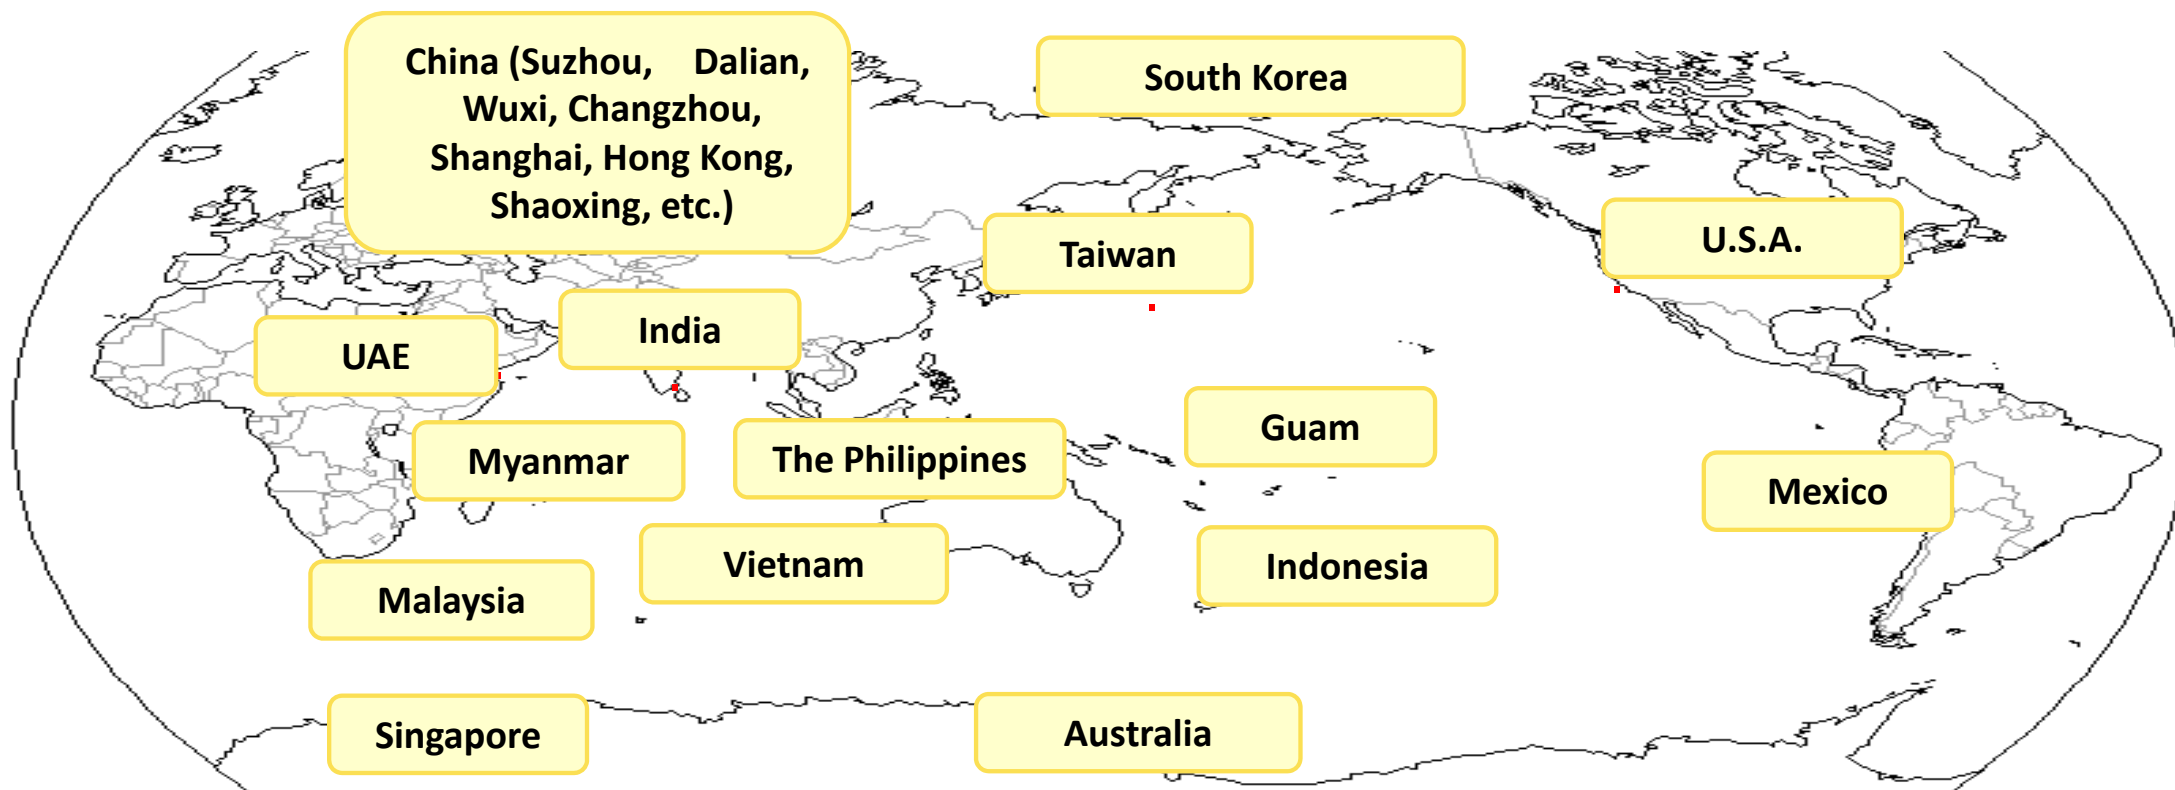 China (Suzhou, Dalian,
Wuxi, Changzhou,
Shanghai, Hong Kong,
Shaoxing, etc.)
South Korea
Taiwan
U.S.A.
India
UAE
Guam
Myanmar
The Philippines
Mexico
Vietnam
Indonesia
Malaysia
Singapore
Australia